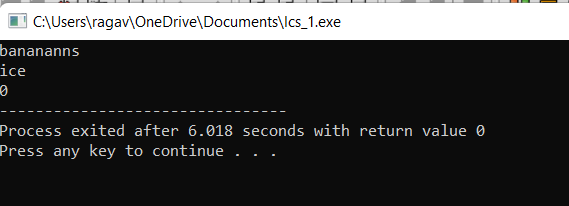 C:\Users\ragav\OneDrive\Documents\lcs_1.exe
banananns
ice
0
--------------------------------
Process exited after 6.018 seconds with return value 0
Press any key to continue . . .